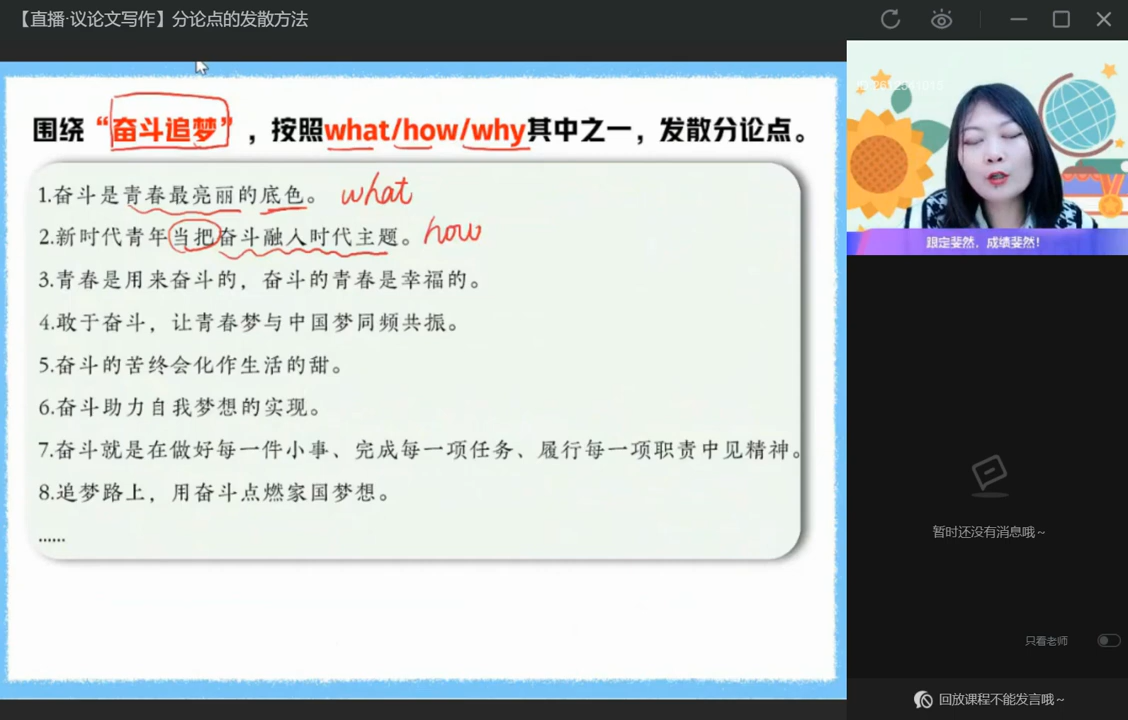 【直播·议论文写作】分论点的发散方法
围绕“奋斗追梦”，按照what/how/why其中之一，发散分论点。
1.奋斗是青春最亮丽的底色。 what
2.新时代青年当把奋斗融入时代主题。 how
3.青春是用来奋斗的，奋斗的青春是幸福的。
4.敢于奋斗，让青春梦与中国梦同频共振。
5.奋斗的苦终会化作生活的甜。
6.奋斗助力自我梦想的实现。
7.奋斗就是在做好每一件小事、完成每一项任务、履行每一项职责中见精神。
8.追梦路上，用奋斗点燃家国梦想。
......
跟定斐然，成绩斐然！
暂时还没有消息哦～
只看老师
回放课程不能发言哦～